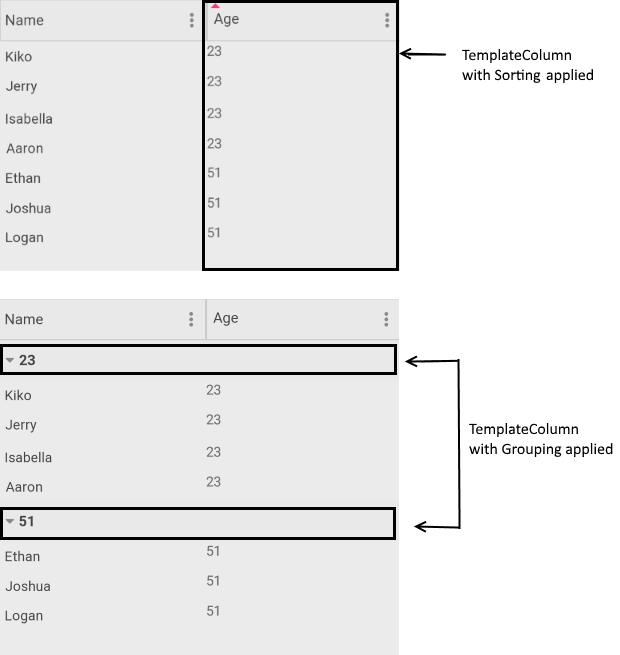 Name Age
Kiko 23
Jerry 23
Isabella 23
Aaron 23
Ethan 51
Joshua 51
Logan 51
TemplateColumn
with Sorting applied
Name Age
23
Kiko 23
Jerry 23
Isabella 23
Aaron 23
51
Ethan 51
Joshua 51
Logan 51
TemplateColumn
with Grouping applied